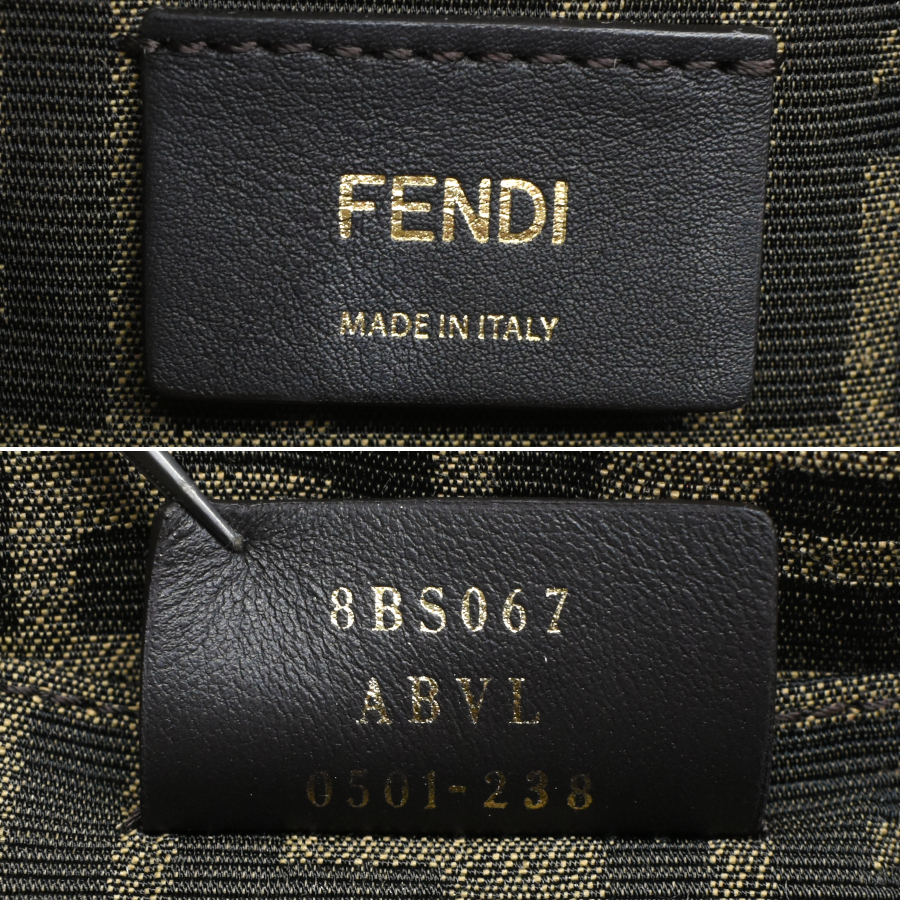 FENDI
MADE IN ITALY
8BS067
ABVL
0501-238